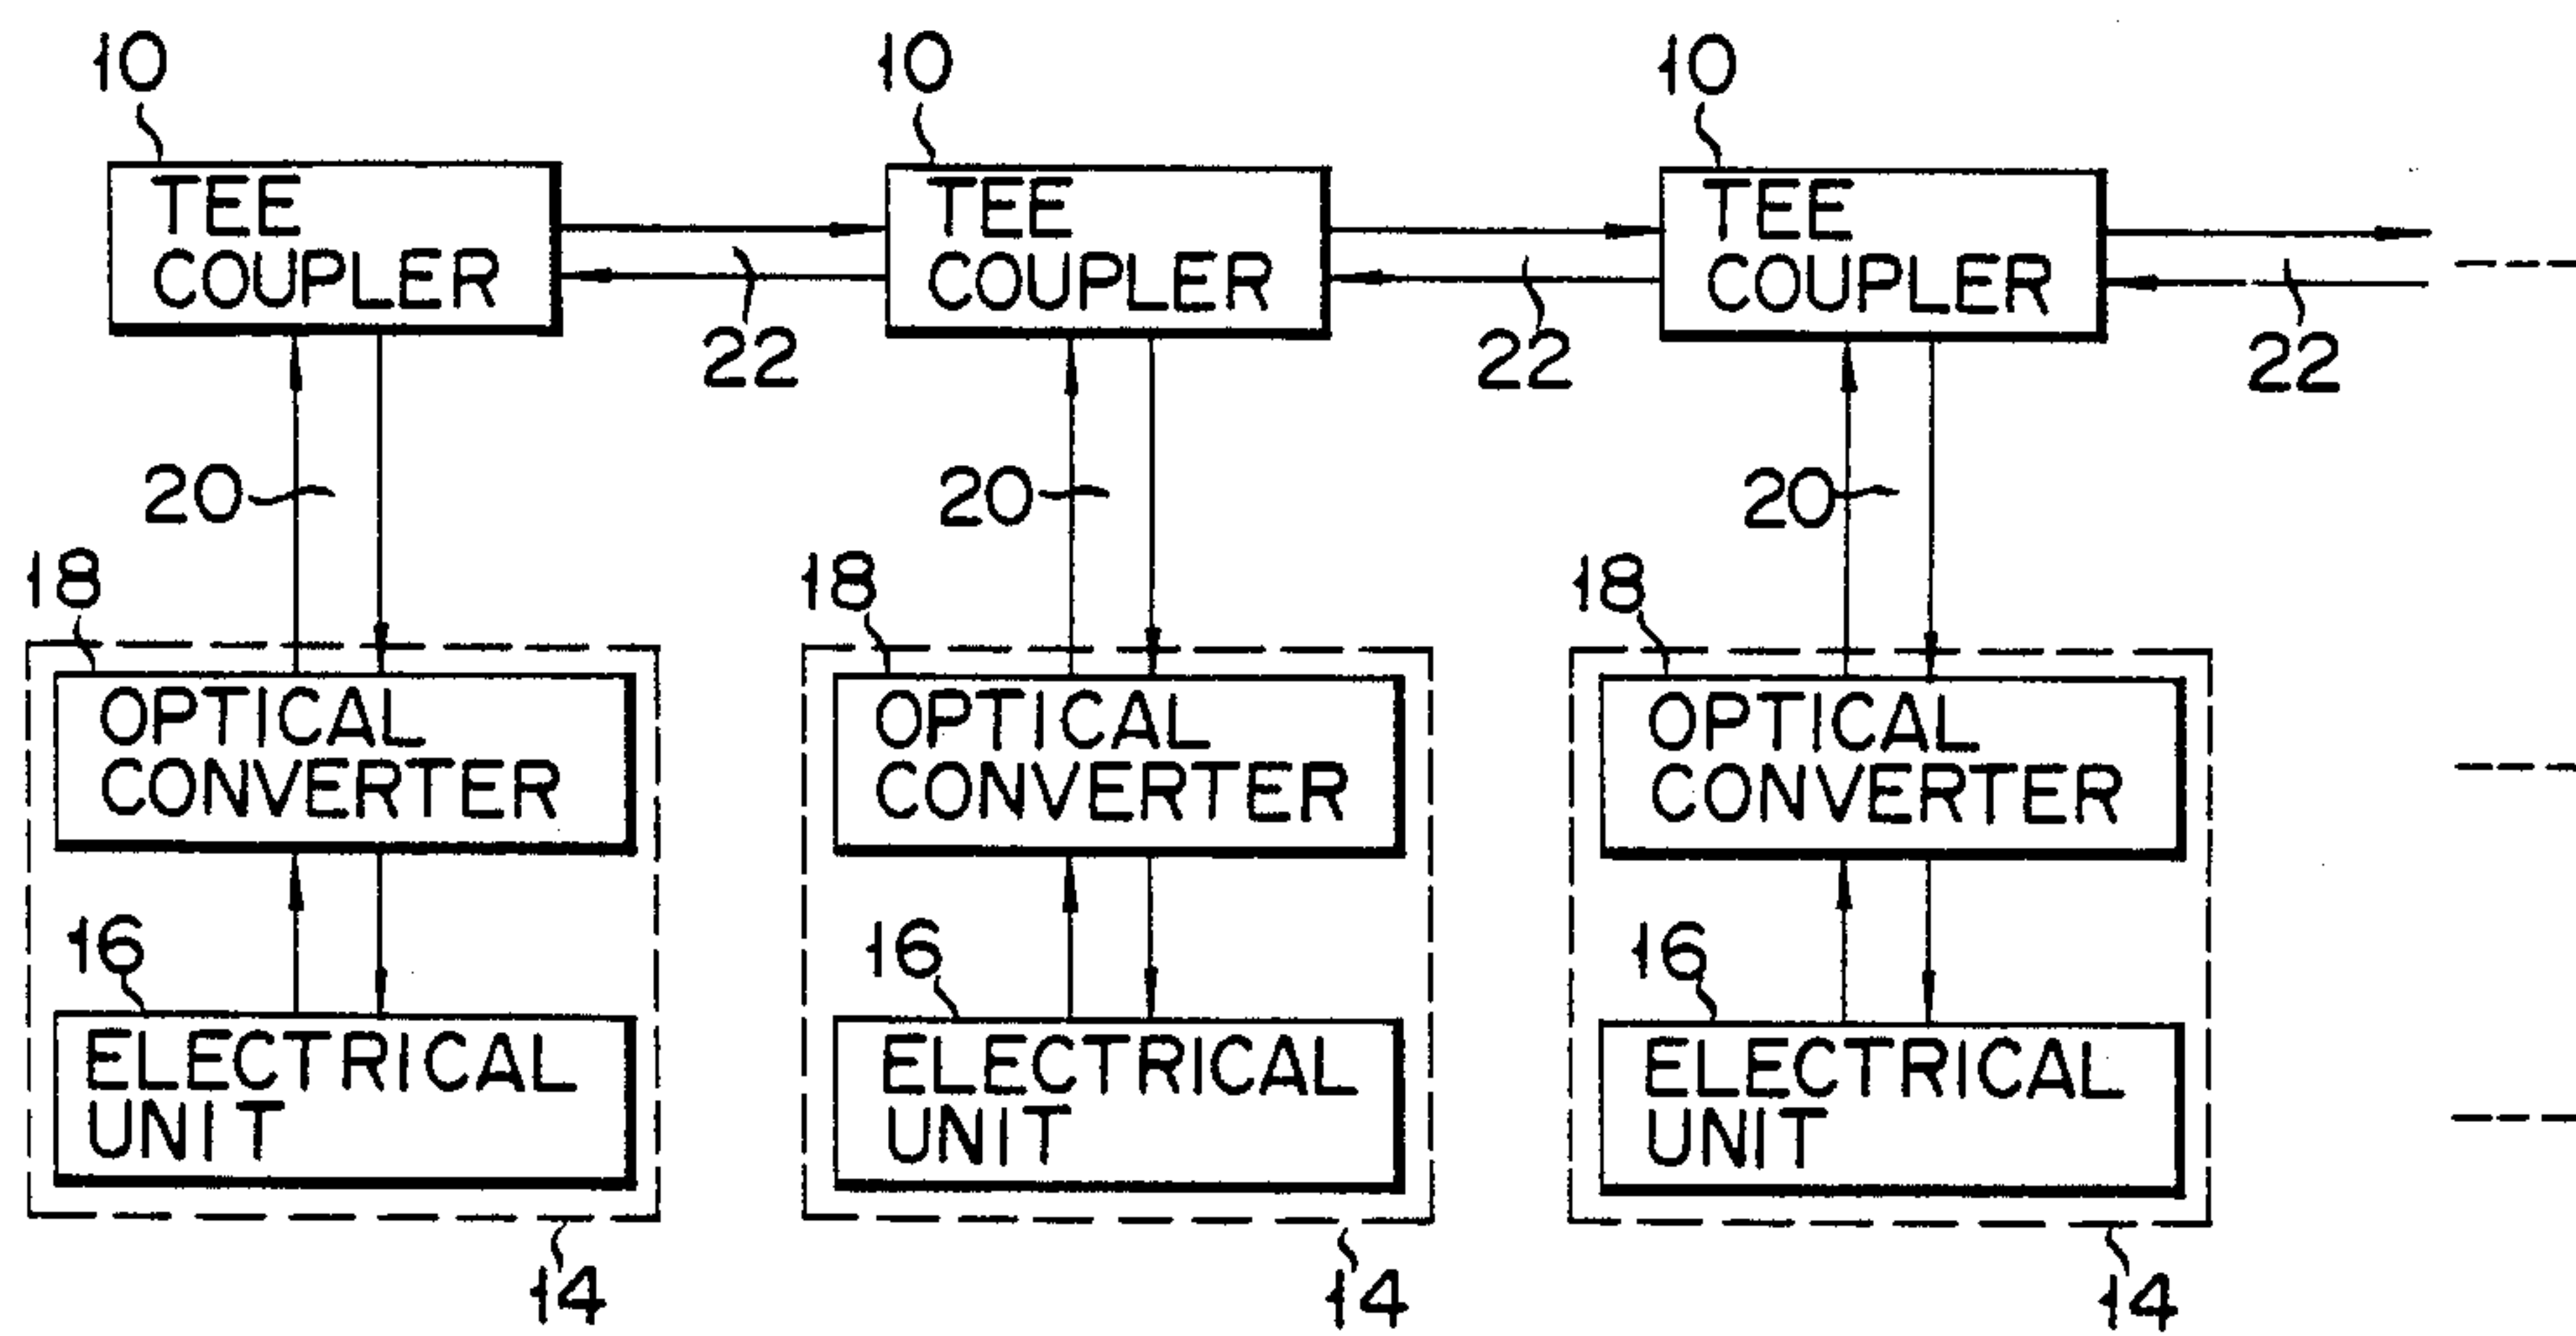 10
10
10
TEE
COUPLER
TEE
COUPLER
TEE
COUPLER
22
22
22
20
20
20
18
18
18
OPTICAL
CONVERTER
OPTICAL
CONVERTER
OPTICAL
CONVERTER
16
16
16
ELECTRICAL
UNIT
ELECTRICAL
UNIT
ELECTRICAL
UNIT
14
14
14